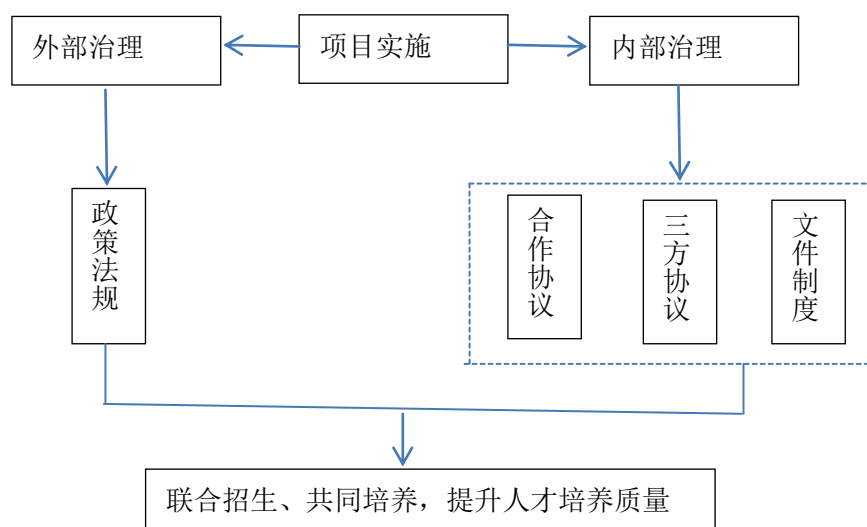 外部治理
项目实施
内部治理
政策法规
合作协议
三方协议
文件制度
联合招生、共同培养，提升人才培养质量